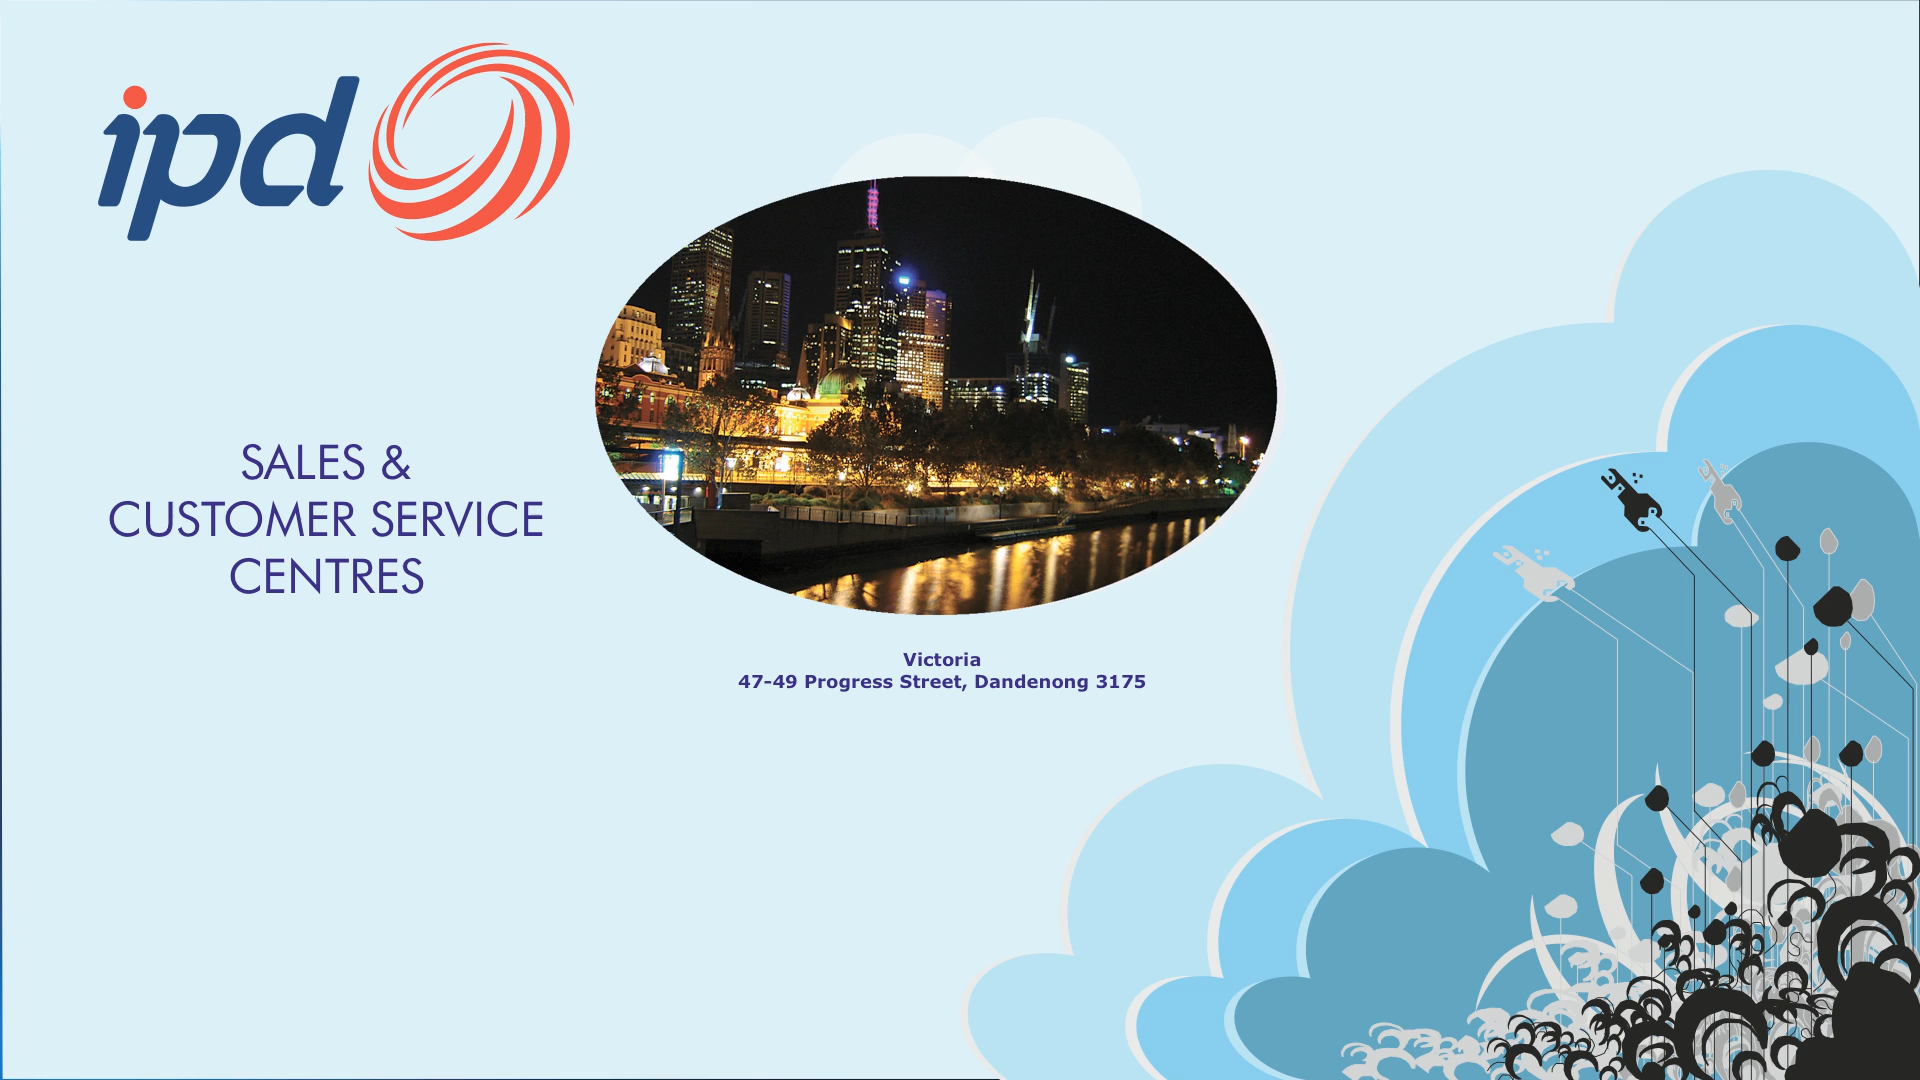 ipd
SALES &
CUSTOMER SERVICE
CENTRES
Victoria
47-49 Progress Street, Dandenong 3175